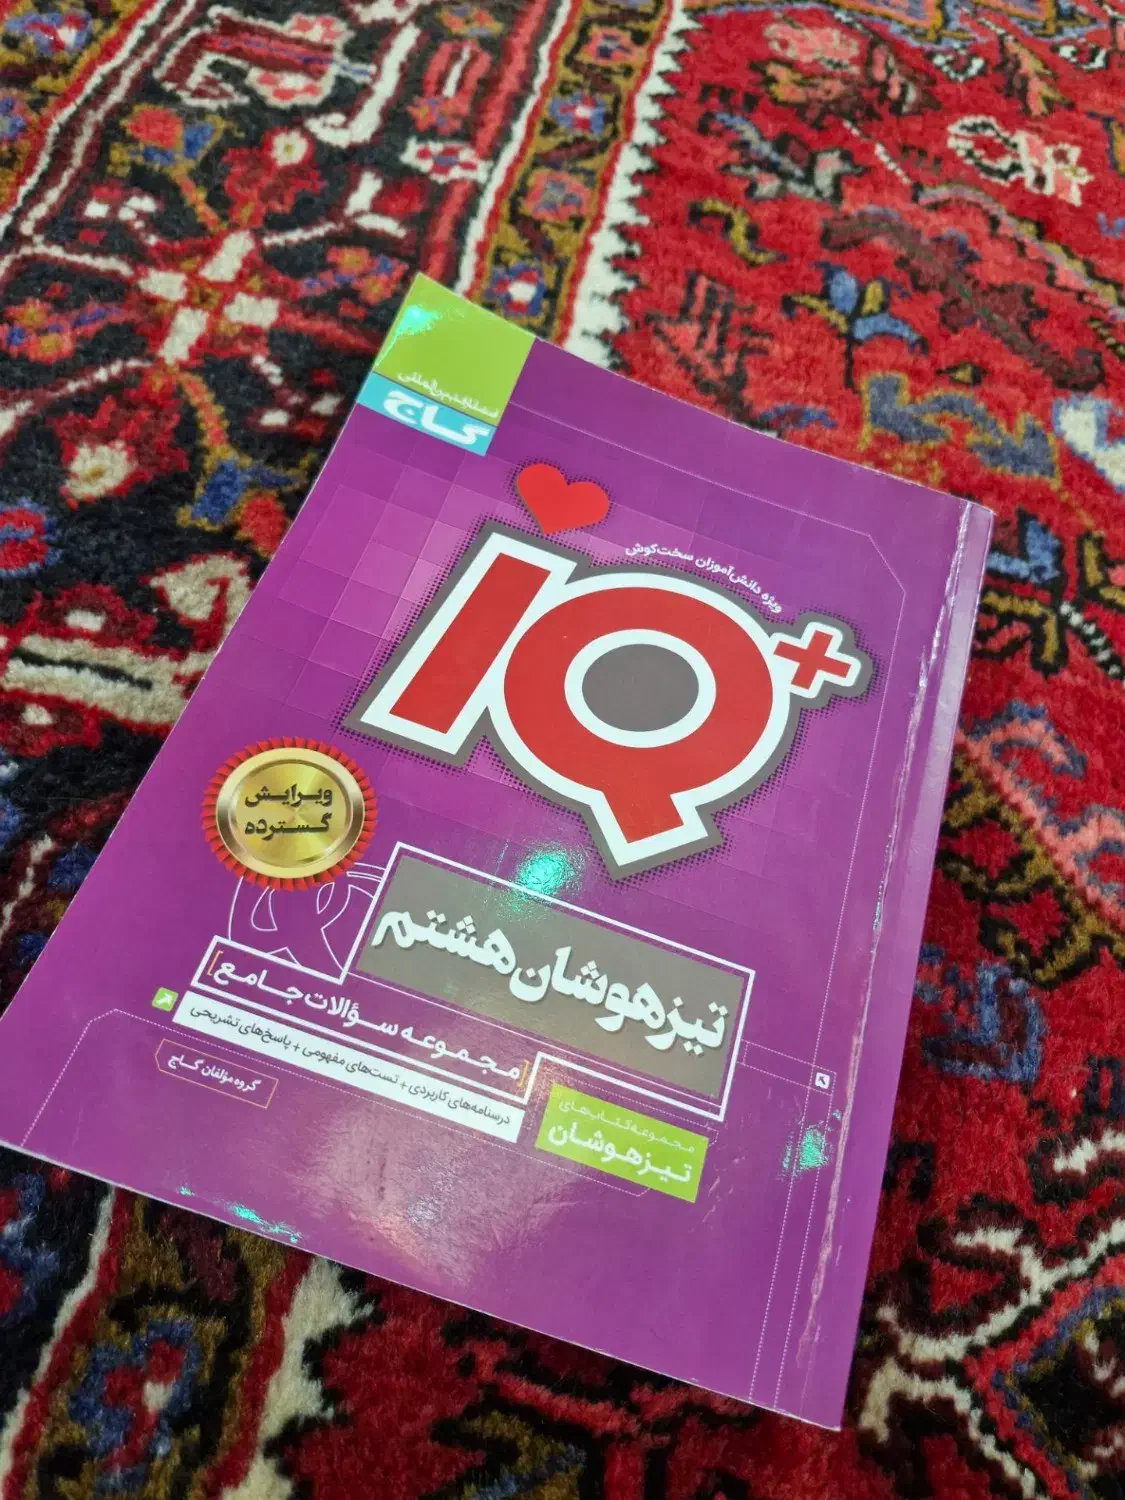 انتشارات بین‌المللی
گاج
ویژه دانش‌آموزان سخت‌کوش
IQ+
ویرایش
گسترده
تیزهوشان هشتم
[مجموعه سؤالات جامع]
درسنامه‌های کاربردی + تست‌های مفهومی + پاسخ‌های تشریحی
گروه مؤلفان گاج
مجموعه کتاب‌های
تیزهوشان